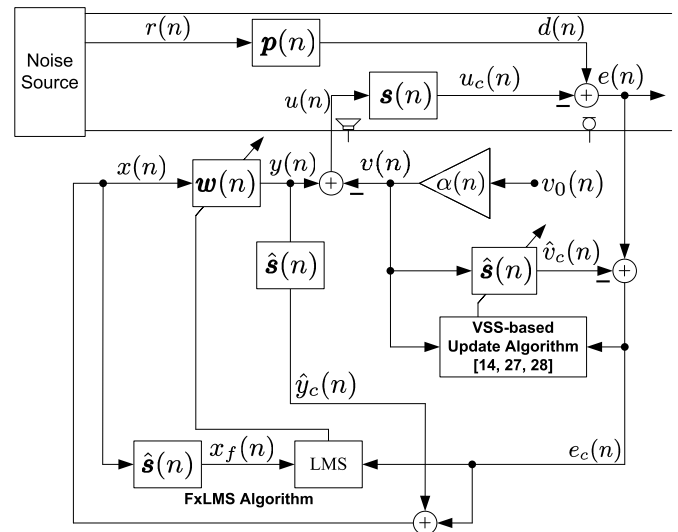 Noise
Source
r(n)
p(n)
d(n)
u(n)
s(n)
u_c(n)
e(n)
+
−
x(n)
w(n)
y(n)
+
−
v(n)
α(n)
v_0(n)
ŝ(n)
ŝ(n)
v̂_c(n)
+
−
VSS-based
Update Algorithm
[14, 27, 28]
ŷ_c(n)
ŝ(n)
x_f(n)
LMS
e_c(n)
FxLMS Algorithm
+